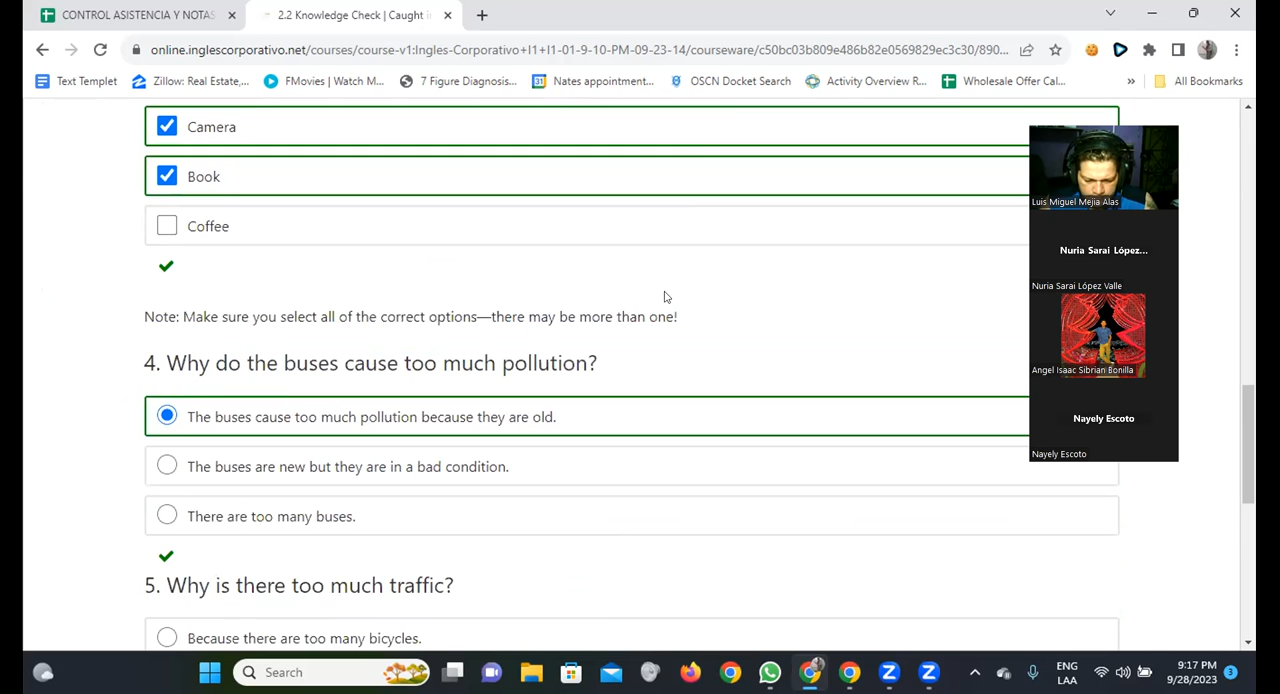 CONTROL ASISTENCIA Y NOTAS
2.2 Knowledge Check | Caught i
online.inglescorporativo.net/courses/course-v1:Ingles-Corporativo+I1+I1-01-9-10-PM-09-23-14/courseware/c50bc03b809e486b82e0569829ec3c30/890...
Text Templet
Zillow: Real Estate,...
FMovies | Watch M...
7 Figure Diagnosis...
31
Nates appointment...
OSCN Docket Search
Activity Overview R...
Wholesale Offer Cal...
»
All Bookmarks
Camera
Book
Coffee
Note: Make sure you select all of the correct options—there may be more than one!
4. Why do the buses cause too much pollution?
The buses cause too much pollution because they are old.
The buses are new but they are in a bad condition.
There are too many buses.
5. Why is there too much traffic?
Because there are too many bicycles.
Luis Miguel Mejia Alas
Nuria Sarai López...
Nuria Sarai López Valle
Angel Isaac Sibrian Bonilla
Nayely Escoto
Nayely Escoto
Search
ENG
LAA
9:17 PM
9/28/2023
3